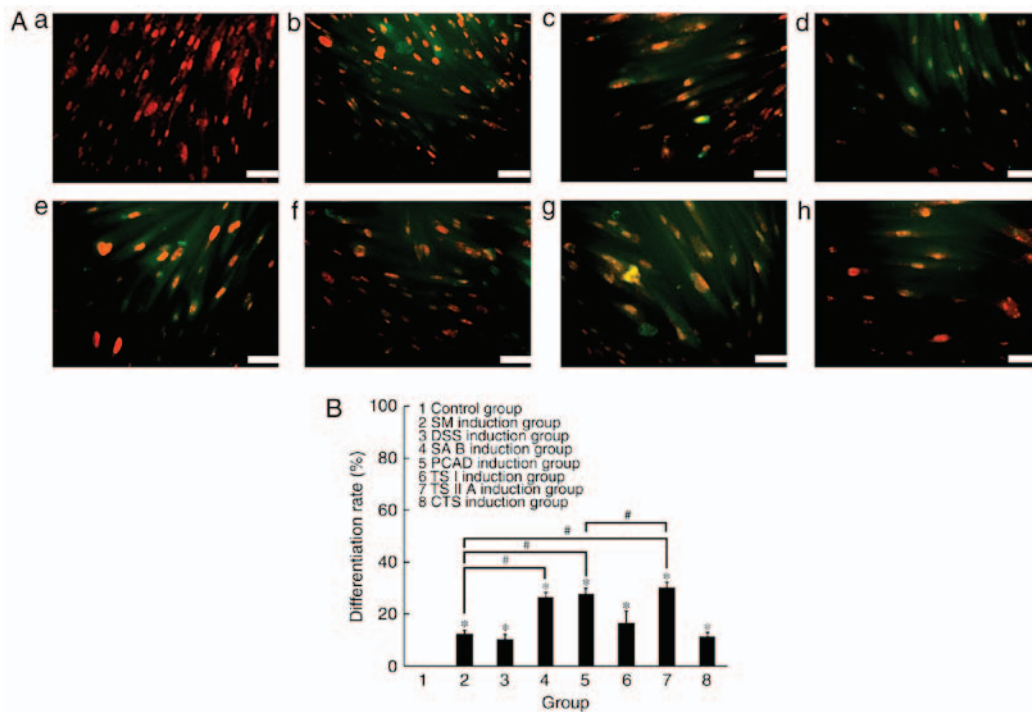 A a b c d
e f g h
B
100
80
60
40
20
0
Differentiation rate (%)
1 Control group
2 SM induction group
3 DSS induction group
4 SA B induction group
5 PCAD induction group
6 TS I induction group
7 TS II A induction group
8 CTS induction group
#
#
#
#
* * * * * * *
1 2 3 4 5 6 7 8
Group